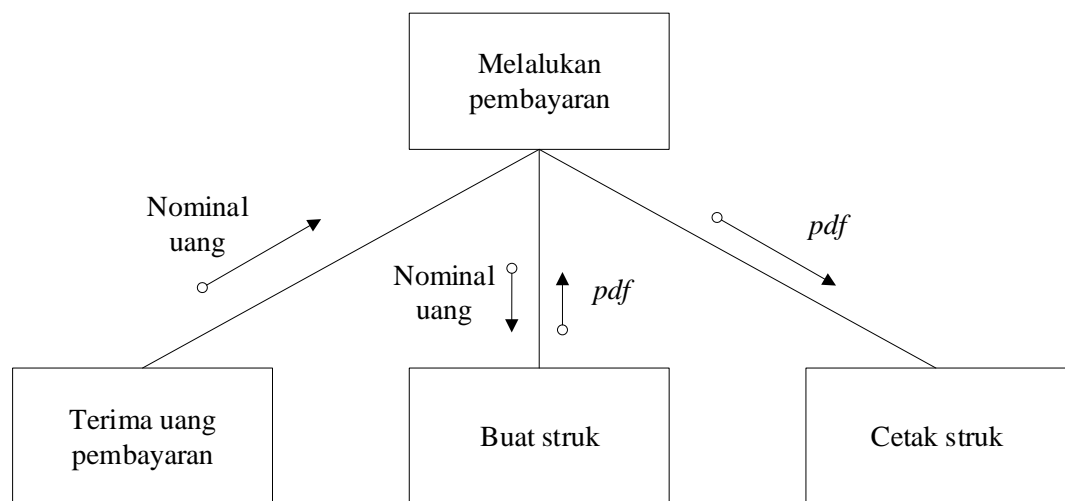 Melalukan
pembayaran
Nominal
uang
pdf
Nominal
uang
pdf
Terima uang
pembayaran
Buat struk
Cetak struk